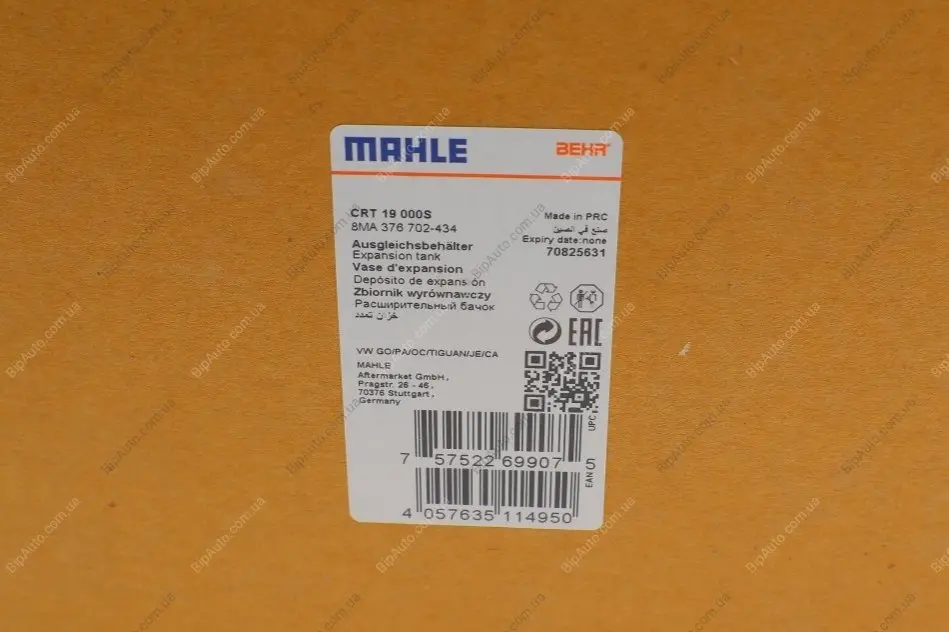 MAHLE
BEHR
CRT 19 000S
8MA 376 702-434
Ausgleichsbehälter
Expansion tank
Vase d'expansion
Depósito de expansión
Zbiornik wyrównawczy
Расширительный бачок
خزان تمدد
Made in PRC
صنع في الصين
Expiry date:none
70825631
EAC
VW GO/PA/OC/TIGUAN/JE/CA
MAHLE
Aftermarket GmbH,
Pragstr. 26 - 46,
70376 Stuttgart,
Germany
UPC
7 57522 69907 5
EAN
4 057635 114950
BipAuto.com.ua